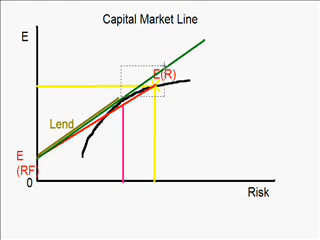 Capital Market Line
E
E(R)
Lend
E
(RF)
0
Risk